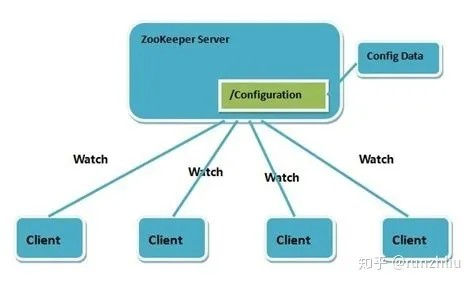 ZooKeeper Server
Config Data
/Configuration
Watch
Watch
Watch
Watch
Client
Client
Client
Client
知乎 @runzhliu